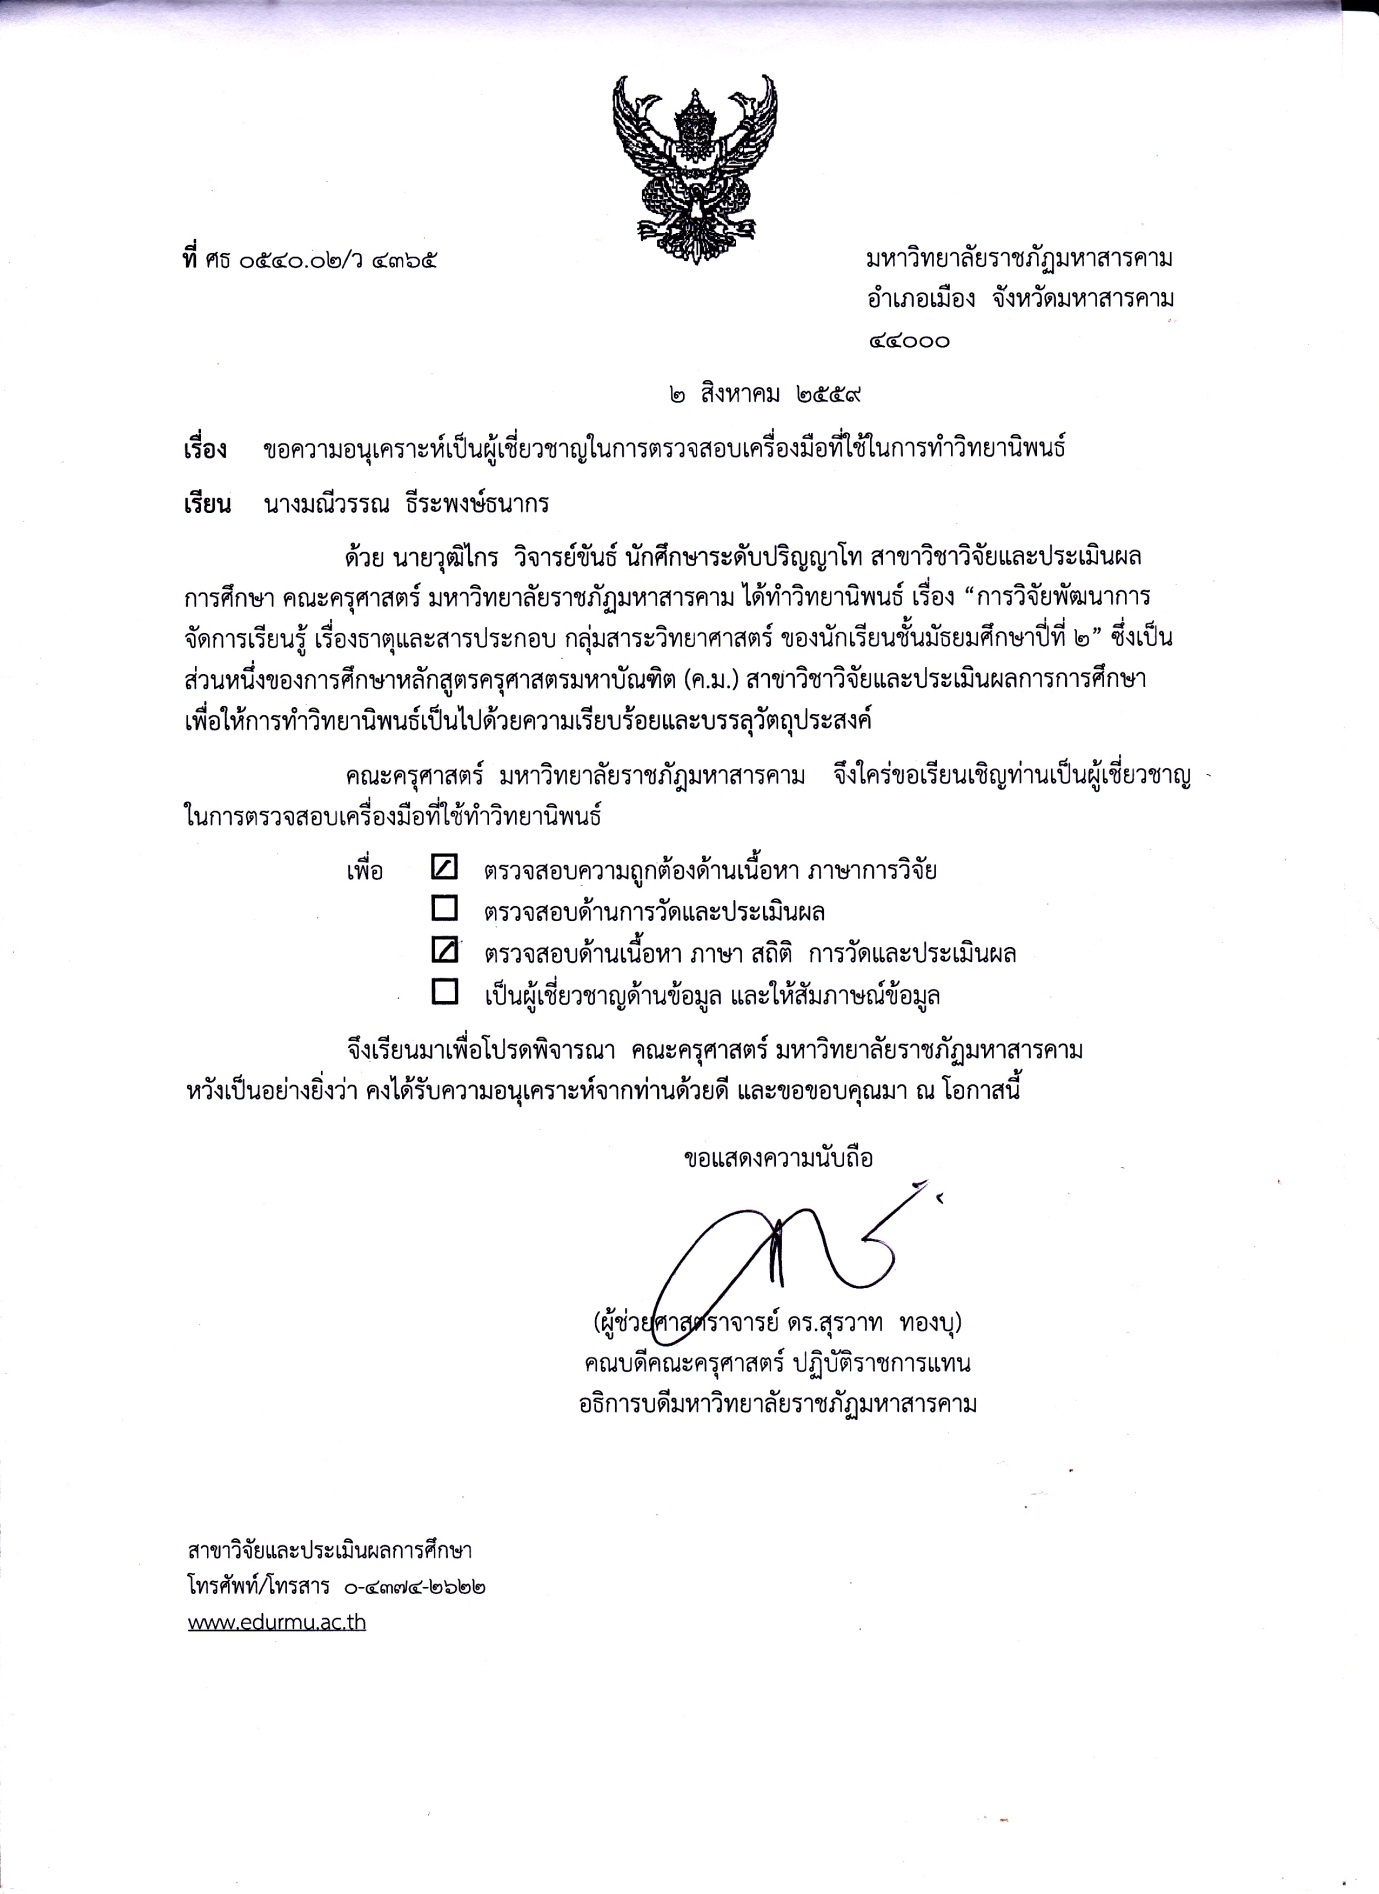 ที่ ศธ ๐๕๔๐.๐๒/ว ๔๓๖๕
มหาวิทยาลัยราชภัฏมหาสารคาม
อำเภอเมือง จังหวัดมหาสารคาม
๔๔๐๐๐
๒ สิงหาคม ๒๕๕๙
เรื่อง ขอความอนุเคราะห์เป็นผู้เชี่ยวชาญในการตรวจสอบเครื่องมือที่ใช้ในการทำวิทยานิพนธ์
เรียน นางมณีวรรณ ธีระพงษ์ธนากร
ด้วย นายวุฒิไกร วิจารย์ขันธ์ นักศึกษาระดับปริญญาโท สาขาวิชาวิจัยและประเมินผล
การศึกษา คณะครุศาสตร์ มหาวิทยาลัยราชภัฏมหาสารคาม ได้ทำวิทยานิพนธ์ เรื่อง “การวิจัยพัฒนาการ
จัดการเรียนรู้ เรื่องธาตุและสารประกอบ กลุ่มสาระวิทยาศาสตร์ ของนักเรียนชั้นมัธยมศึกษาปีที่ ๒” ซึ่งเป็น
ส่วนหนึ่งของการศึกษาหลักสูตรครุศาสตรมหาบัณฑิต (ค.ม.) สาขาวิชาวิจัยและประเมินผลการการศึกษา
เพื่อให้การทำวิทยานิพนธ์เป็นไปด้วยความเรียบร้อยและบรรลุวัตถุประสงค์
คณะครุศาสตร์ มหาวิทยาลัยราชภัฎมหาสารคาม จึงใคร่ขอเรียนเชิญท่านเป็นผู้เชี่ยวชาญ
ในการตรวจสอบเครื่องมือที่ใช้ทำวิทยานิพนธ์
เพื่อ ☑ ตรวจสอบความถูกต้องด้านเนื้อหา ภาษาการวิจัย
☐ ตรวจสอบด้านการวัดและประเมินผล
☑ ตรวจสอบด้านเนื้อหา ภาษา สถิติ การวัดและประเมินผล
☐ เป็นผู้เชี่ยวชาญด้านข้อมูล และให้สัมภาษณ์ข้อมูล
จึงเรียนมาเพื่อโปรดพิจารณา คณะครุศาสตร์ มหาวิทยาลัยราชภัฏมหาสารคาม
หวังเป็นอย่างยิ่งว่า คงได้รับความอนุเคราะห์จากท่านด้วยดี และขอขอบคุณมา ณ โอกาสนี้
ขอแสดงความนับถือ
(ผู้ช่วยศาสตราจารย์ ดร.สุรวาท ทองบุ)
คณบดีคณะครุศาสตร์ ปฏิบัติราชการแทน
อธิการบดีมหาวิทยาลัยราชภัฏมหาสารคาม
สาขาวิจัยและประเมินผลการศึกษา
โทรศัพท์/โทรสาร ๐-๔๓๗๔-๒๖๒๒
www.edurmu.ac.th